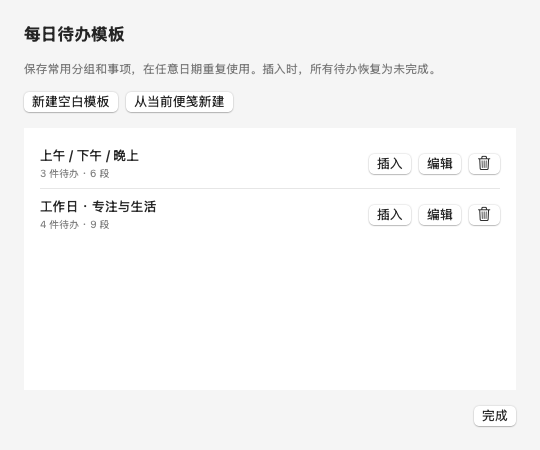 每日待办模板
保存常用分组和事项，在任意日期重复使用。插入时，所有待办恢复为未完成。
新建空白模板 从当前便笺新建
上午 / 下午 / 晚上
3 件待办 · 6 段
插入 编辑
工作日 · 专注与生活
4 件待办 · 9 段
插入 编辑
完成